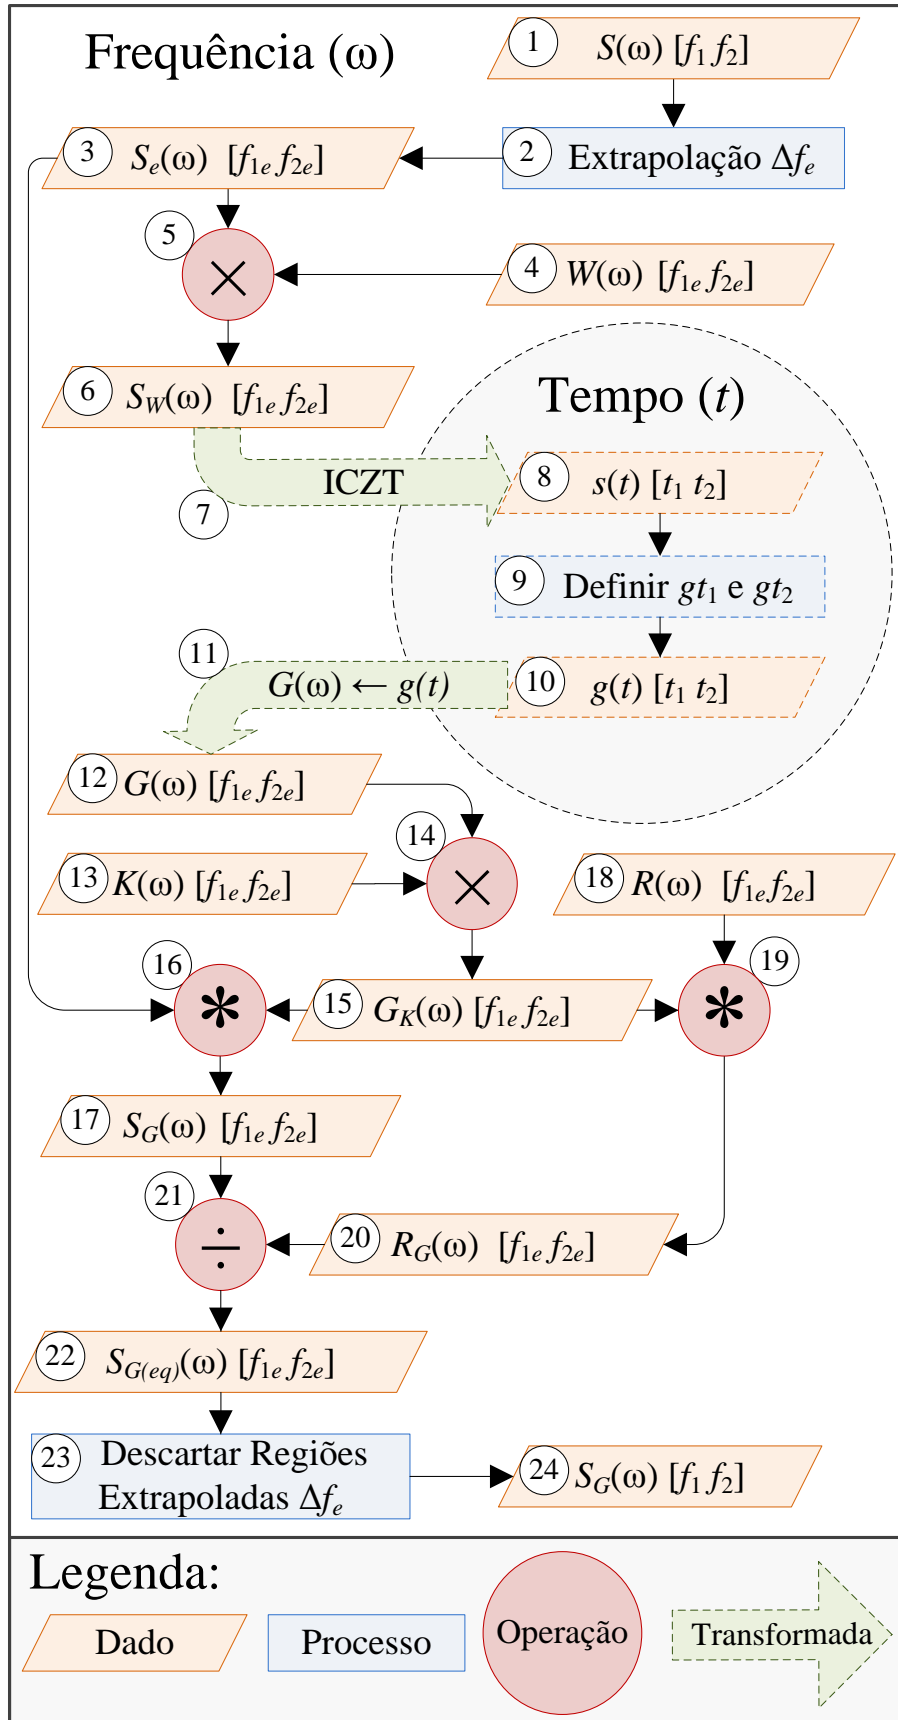 Frequência (ω)
1 S(ω) [f1 f2]
2 Extrapolação Δfe
3 Se(ω) [f1e f2e]
5 ×
4 W(ω) [f1e f2e]
6 SW(ω) [f1e f2e]
Tempo (t)
7 ICZT
8 s(t) [t1 t2]
9 Definir gt1 e gt2
10 g(t) [t1 t2]
11 G(ω) ← g(t)
12 G(ω) [f1e f2e]
14 ×
13 K(ω) [f1e f2e]
18 R(ω) [f1e f2e]
16 *
15 GK(ω) [f1e f2e]
19 *
17 SG(ω) [f1e f2e]
21 ÷
20 RG(ω) [f1e f2e]
22 SG(eq)(ω) [f1e f2e]
23 Descartar Regiões
Extrapoladas Δfe
24 SG(ω) [f1 f2]
Legenda:
Dado
Processo
Operação
Transformada